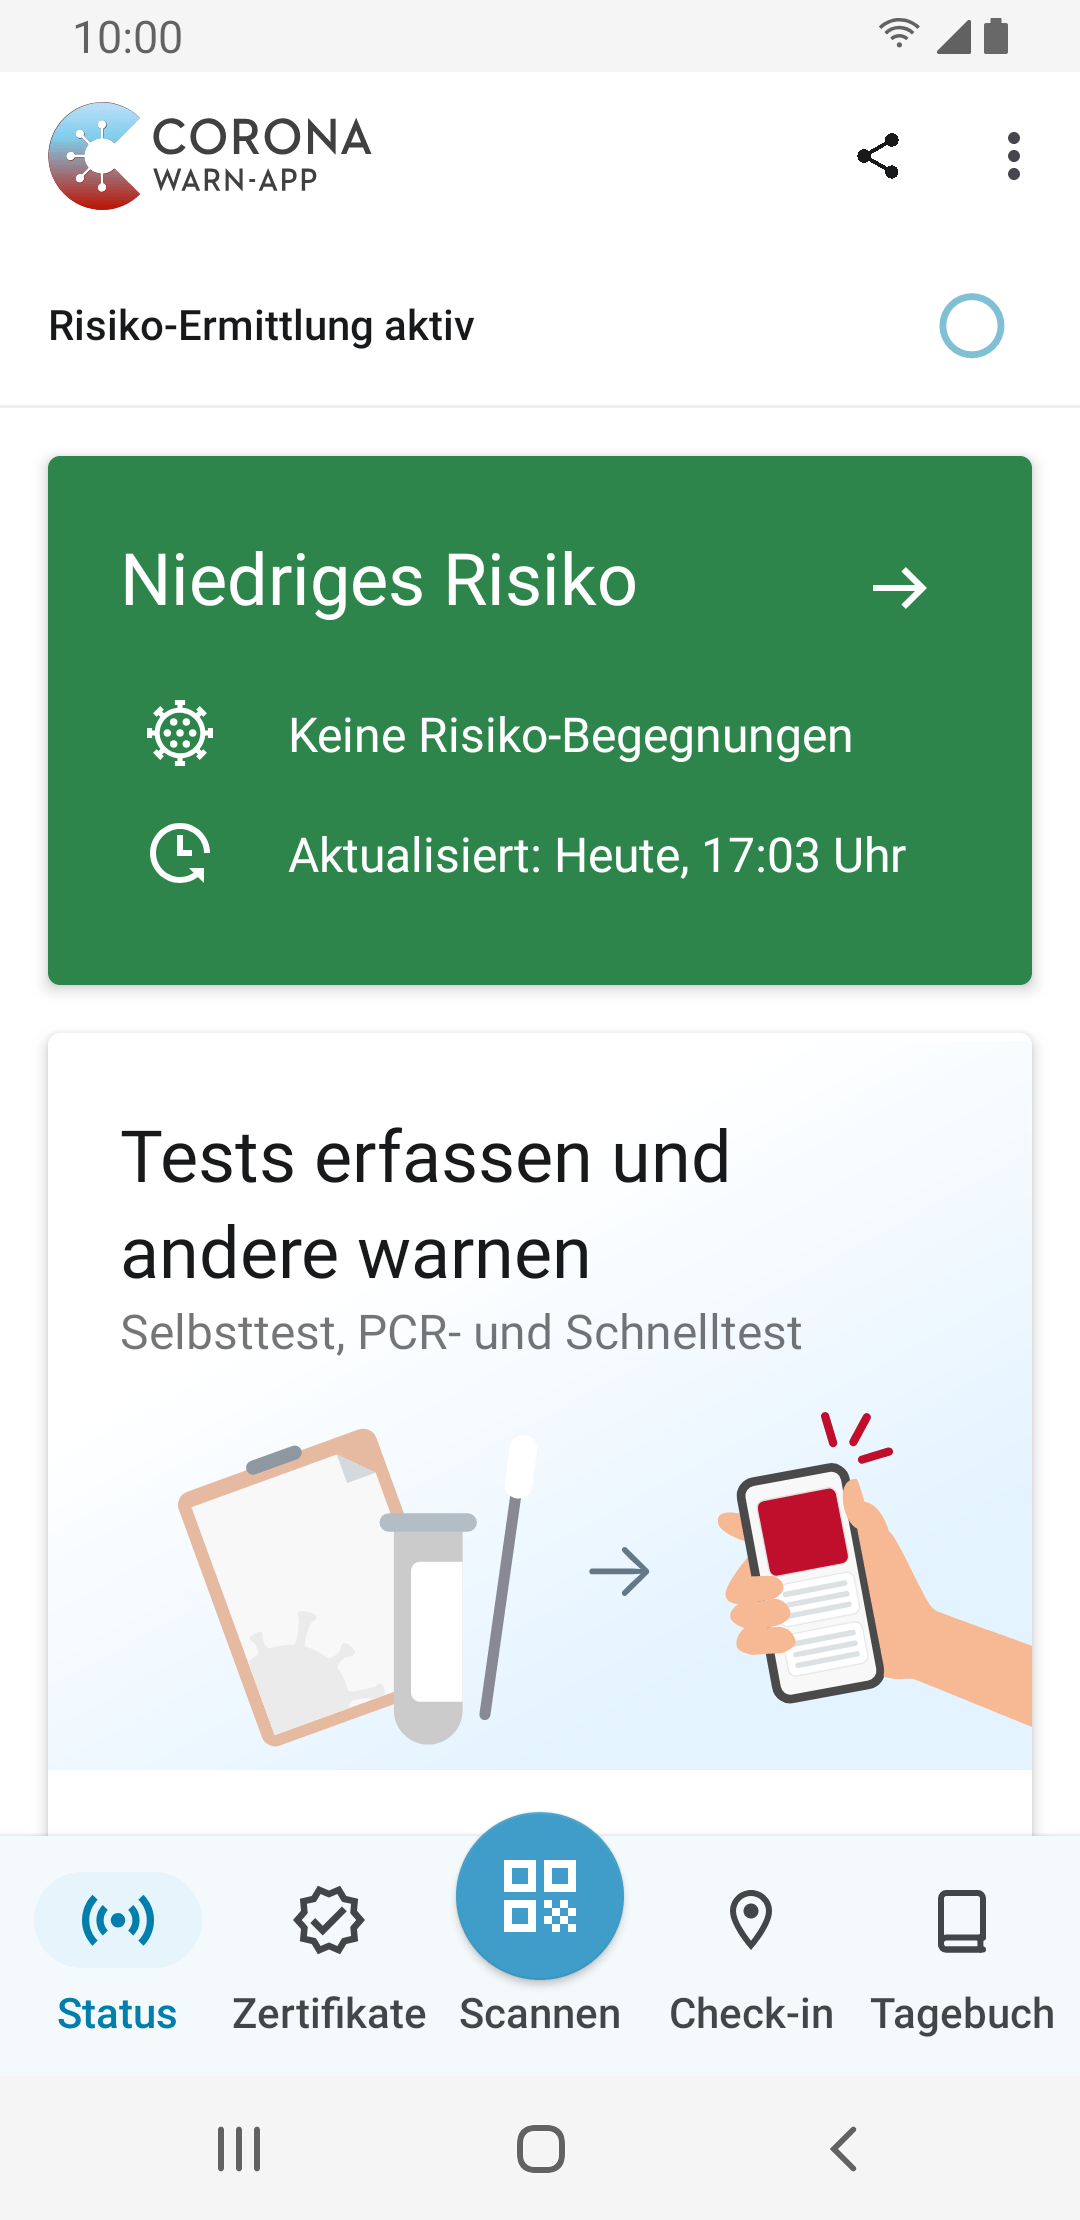 10:00
CORONA
WARN-APP
Risiko-Ermittlung aktiv
Niedriges Risiko
Keine Risiko-Begegnungen
Aktualisiert: Heute, 17:03 Uhr
Tests erfassen und
andere warnen
Selbsttest, PCR- und Schnelltest
Status Zertifikate Scannen Check-in Tagebuch